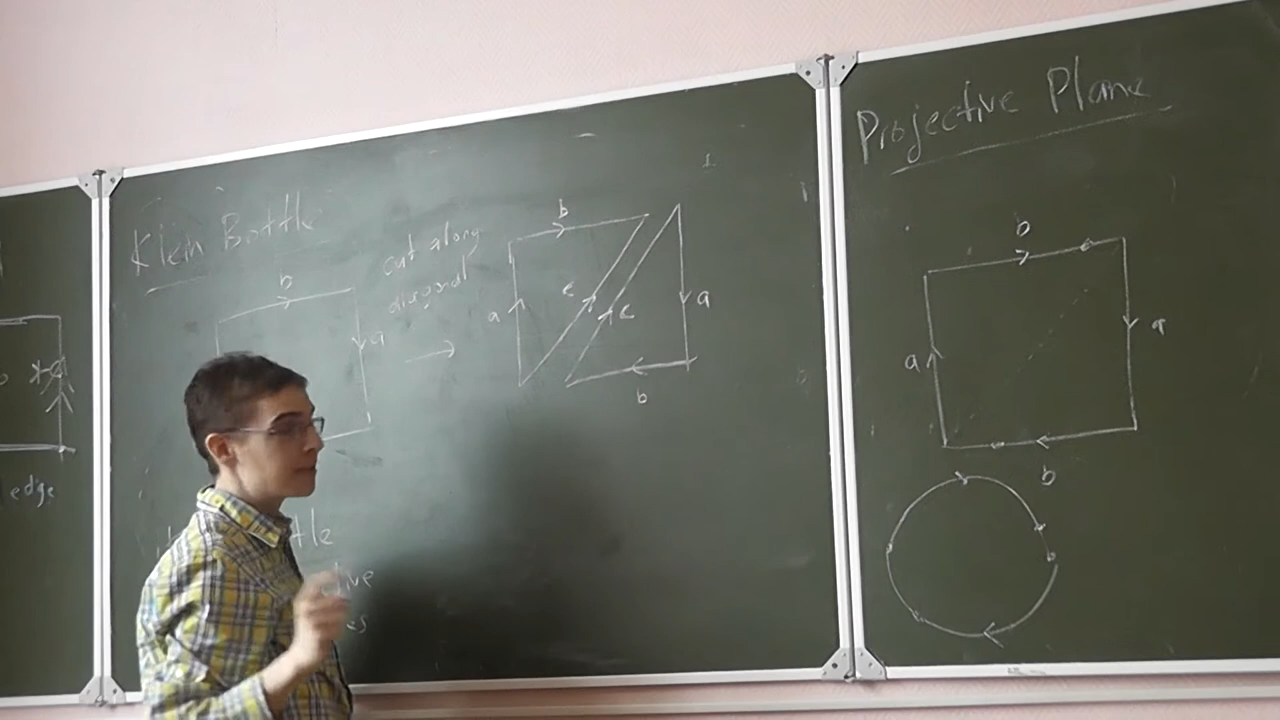 edge
Klein Bottle
b
a
cut along
diagonal
b
a
c
c
a
b
Projective Plane
b
a
a
b